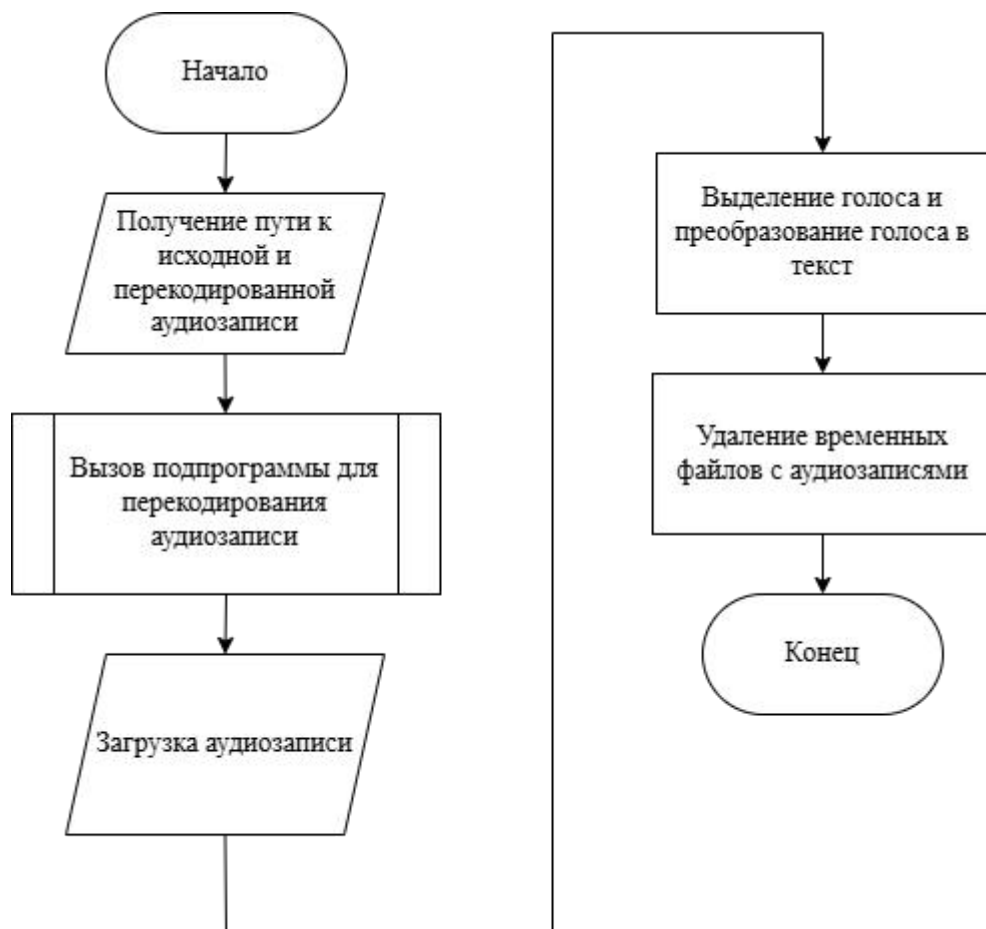 Начало
Получение пути к
исходной и
перекодированной
аудиозаписи
Вызов подпрограммы для
перекодирования
аудиозаписи
Загрузка аудиозаписи
Выделение голоса и
преобразование голоса в
текст
Удаление временных
файлов с аудиозаписями
Конец